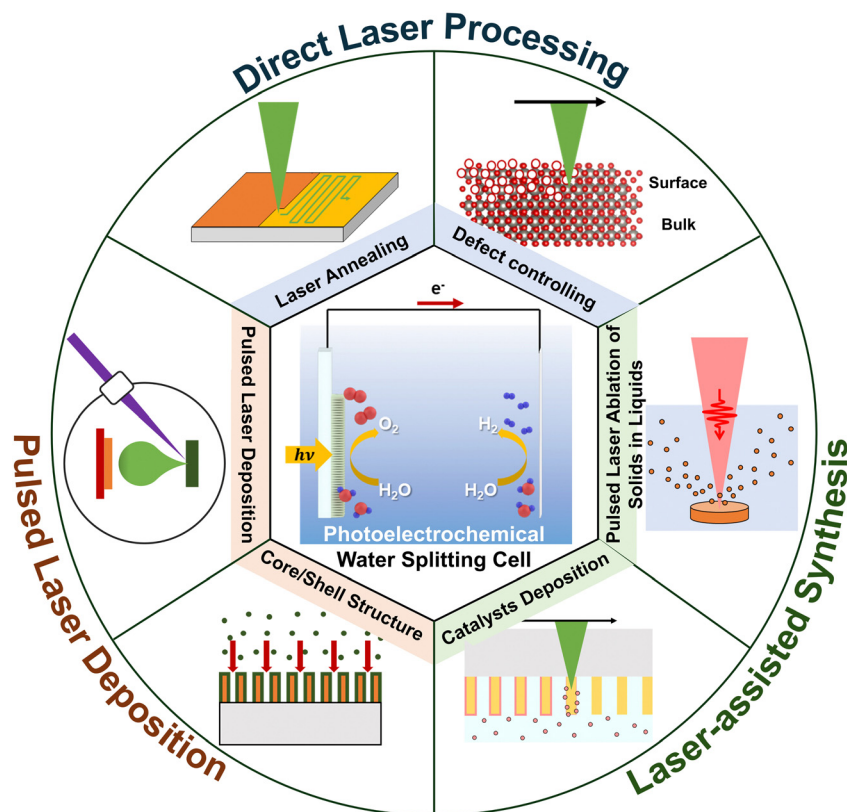 Direct Laser Processing
Surface
Bulk
Laser Annealing
Defect controlling
e-
Pulsed Laser Deposition
Pulsed Laser Deposition
hν
O₂
H₂O
H₂
H₂O
Photoelectrochemical
Water Splitting Cell
Pulsed Laser Ablation of
Solids in Liquids
Laser-assisted Synthesis
Core/Shell Structure
Catalysts Deposition